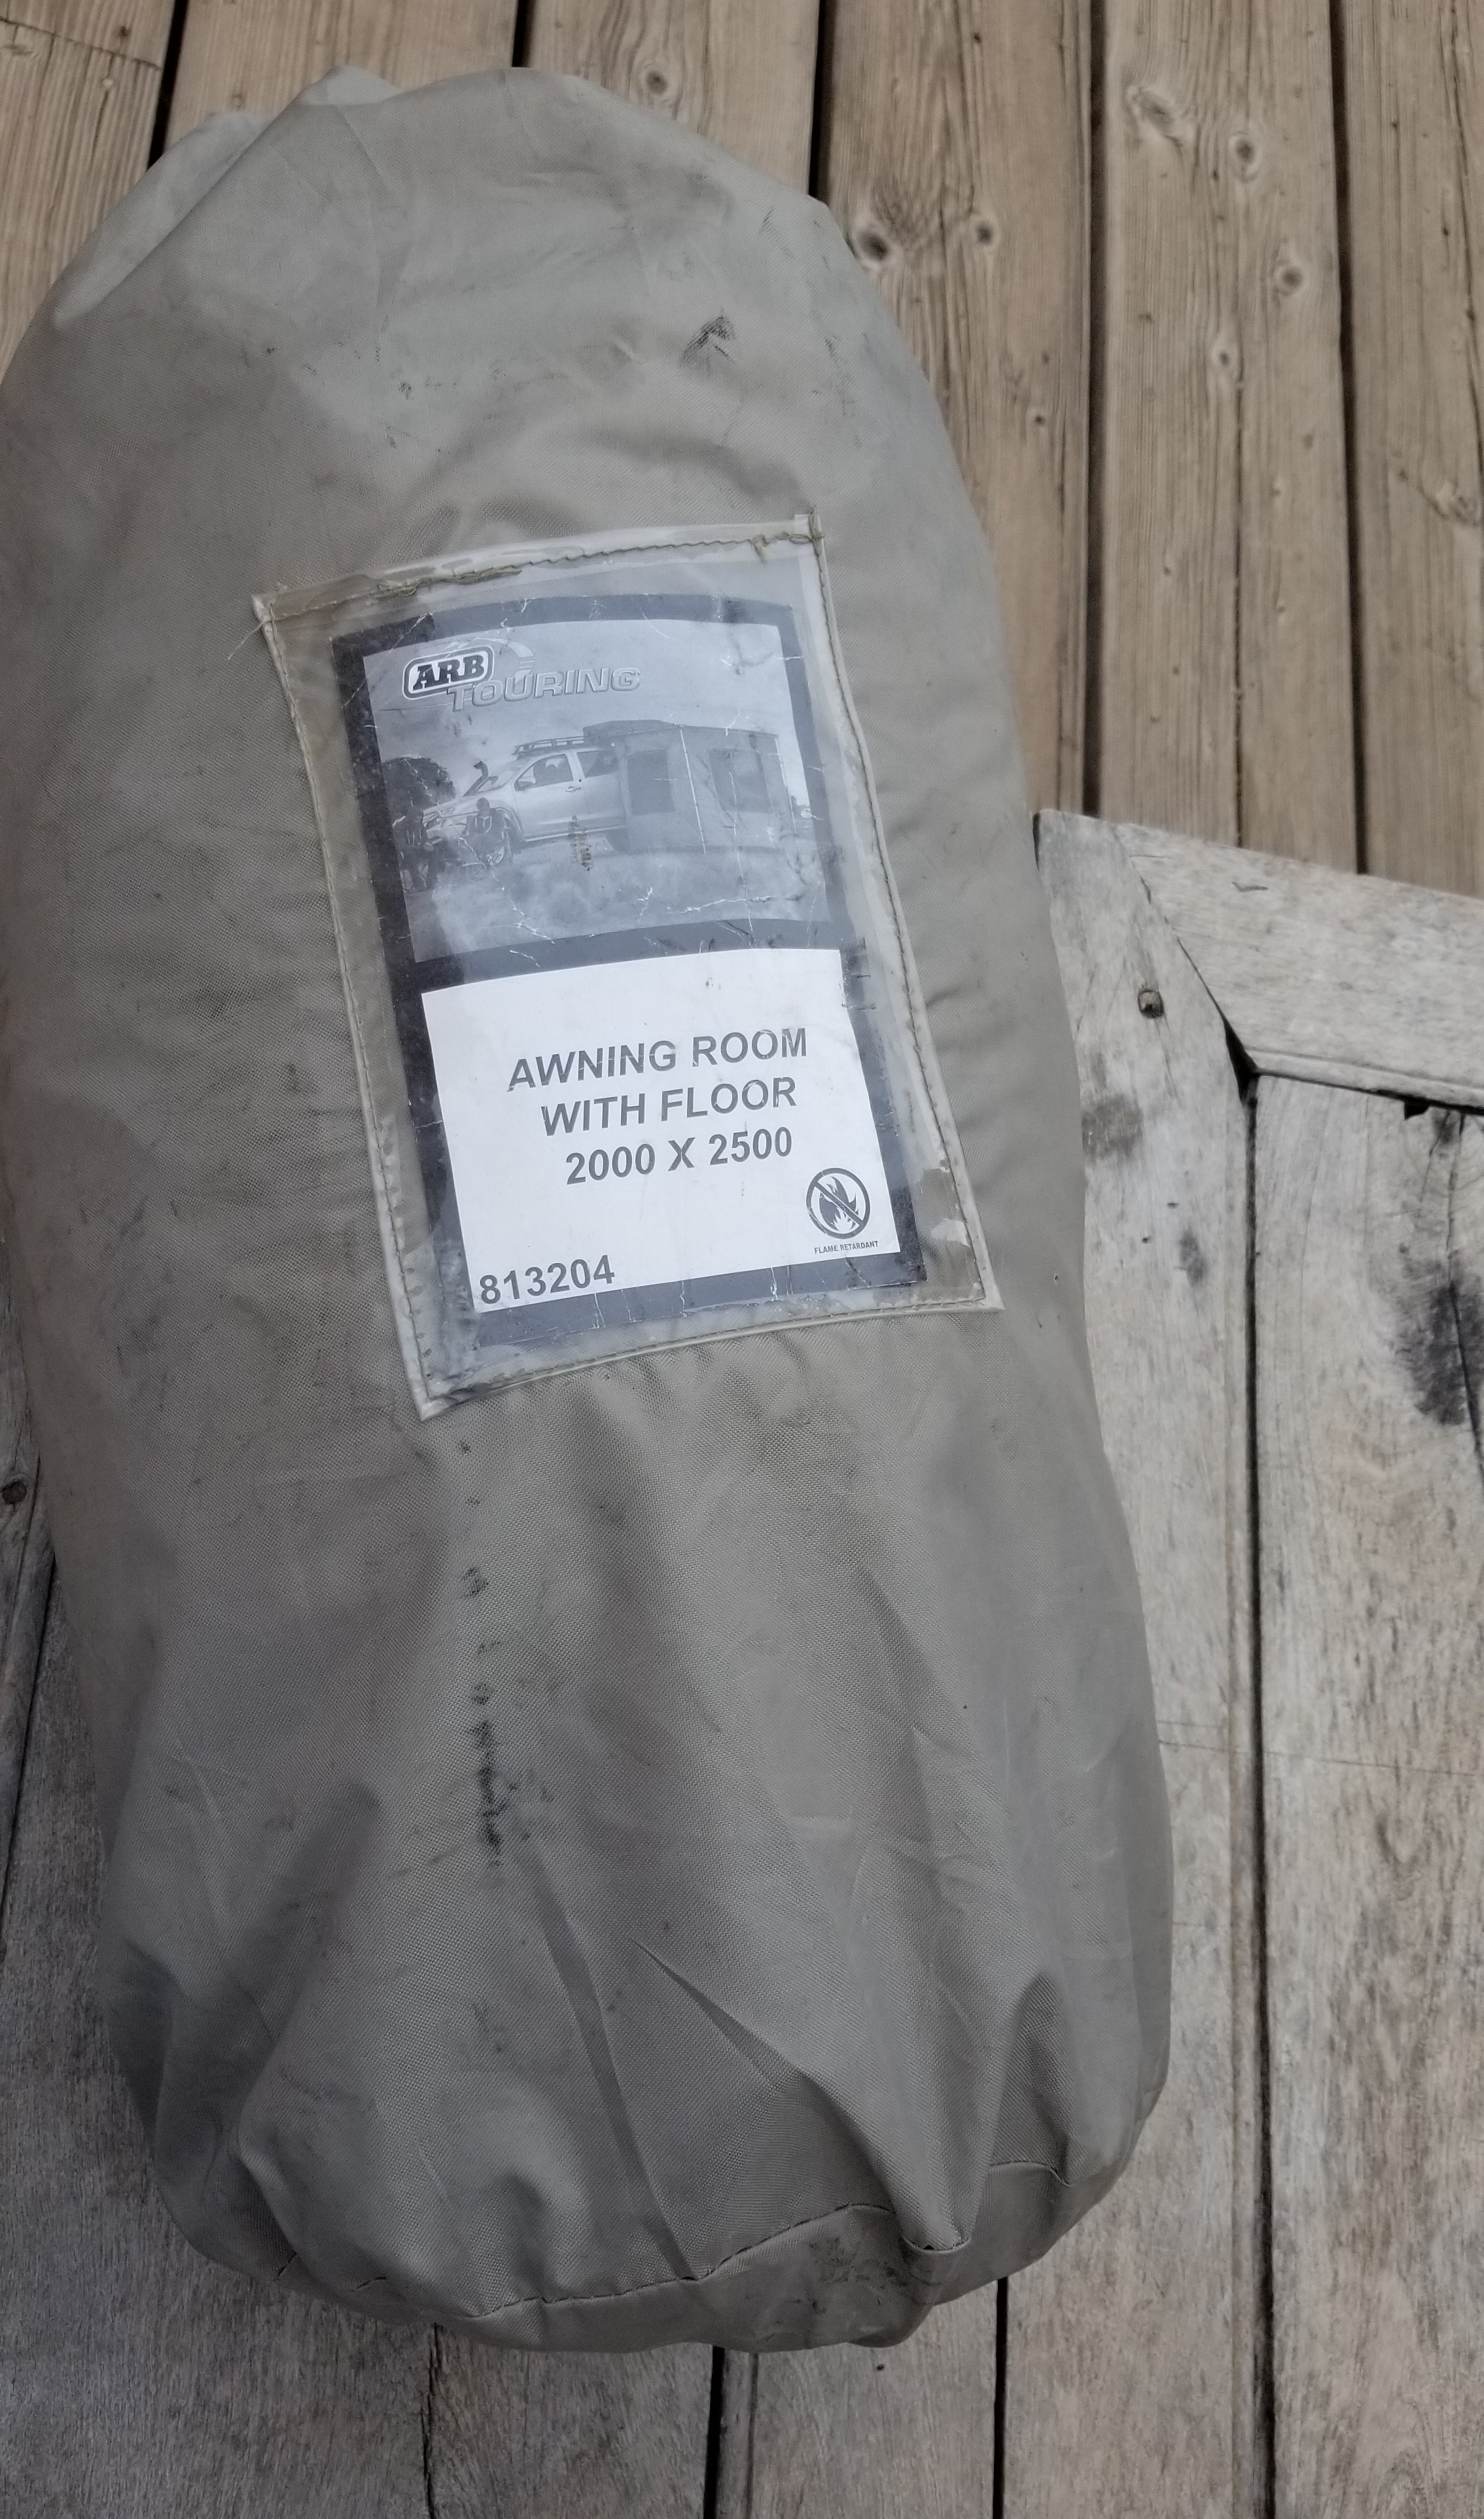 ARB
TOURING
AWNING ROOM
WITH FLOOR
2000 X 2500
FLAME RETARDANT
813204